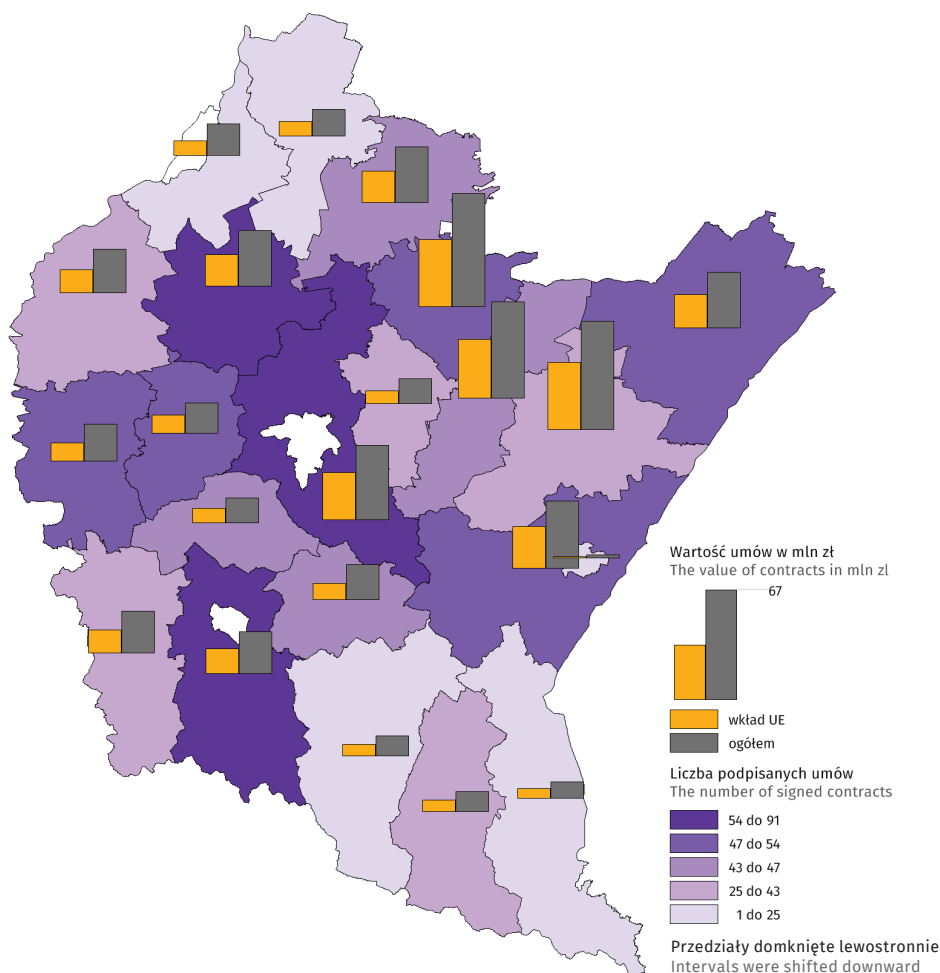 Wartość umów w mln zł
The value of contracts in mln zl
67
wkład UE
ogółem
Liczba podpisanych umów
The number of signed contracts
54 do 91
47 do 54
43 do 47
25 do 43
1 do 25
Przedziały domknięte lewostronnie
Intervals were shifted downward